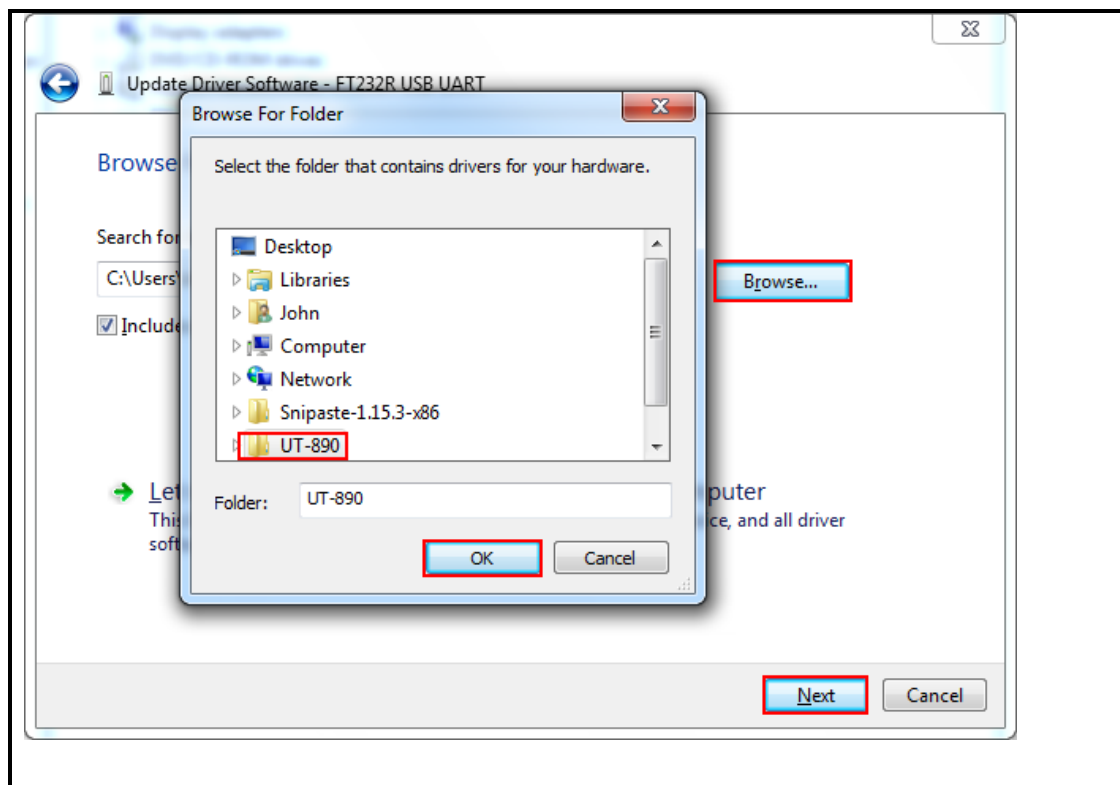 Update Driver Software - FT232R USB UART
Browse For Folder
Browse
Select the folder that contains drivers for your hardware.
Search for
Desktop
C:\Users\
Libraries
Browse...
John
Include
Computer
Network
Snipaste-1.15.3-x86
UT-890
Let
puter
Folder: UT-890
This
ce, and all driver
soft
OK Cancel
Next Cancel